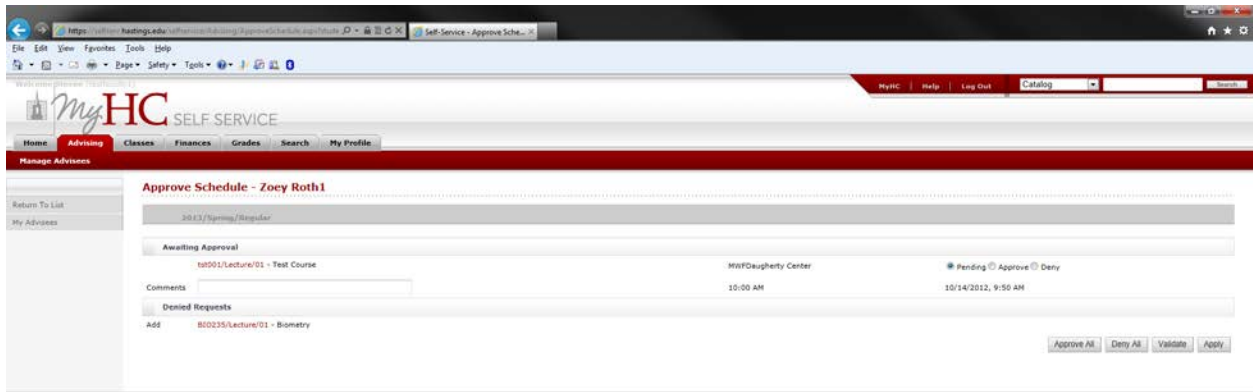 Self-Service - Approve Sche...
File Edit View Favorites Tools Help
Page Safety Tools
MyHC | Help | Log Out Catalog Search
MyHC SELF SERVICE
Home Advising Classes Finances Grades Search My Profile
Manage Advisees
Approve Schedule - Zoey Roth1
Return To List
2013/Spring/Regular
My Advisees
Awaiting Approval
tst001/Lecture/01 - Test Course MWFDaugherty Center Pending Approve Deny
Comments 10:00 AM 10/14/2012, 9:50 AM
Denied Requests
Add BIO235/Lecture/01 - Biometry
Approve All Deny All Validate Apply